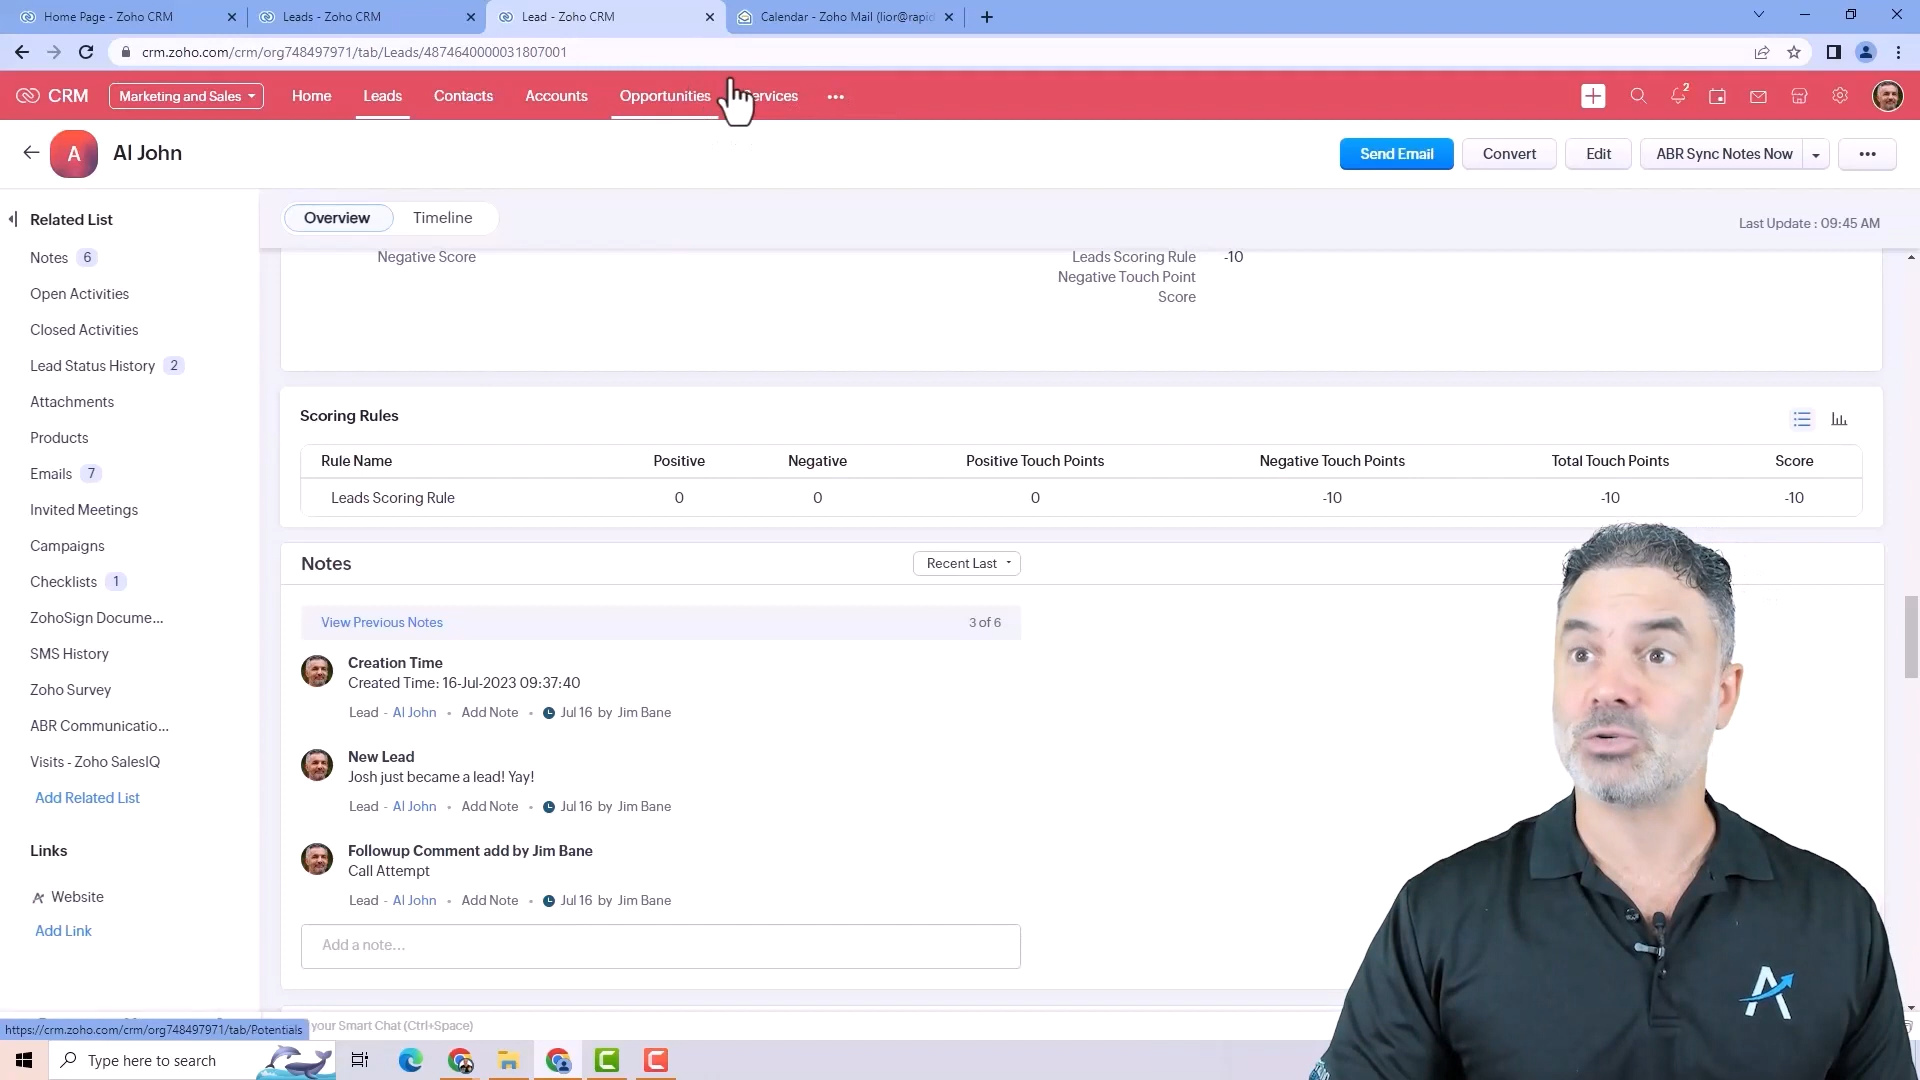 Home Page - Zoho CRM
Leads - Zoho CRM
Lead - Zoho CRM
Calendar - Zoho Mail (lior@rapid
crm.zoho.com/crm/org748497971/tab/Leads/4874640000031807001
CRM
Marketing and Sales
Home
Leads
Contacts
Accounts
Opportunities
ervices
2
A
Al John
Send Email
Convert
Edit
ABR Sync Notes Now
Related List
Notes 6
Open Activities
Closed Activities
Lead Status History 2
Attachments
Products
Emails 7
Invited Meetings
Campaigns
Checklists 1
ZohoSign Docume...
SMS History
Zoho Survey
ABR Communicatio...
Visits - Zoho SalesIQ
Add Related List
Links
Website
Add Link
Overview
Timeline
Last Update : 09:45 AM
Negative Score
Leads Scoring Rule -10
Negative Touch Point
Score
Scoring Rules
Rule Name Positive Negative Positive Touch Points Negative Touch Points Total Touch Points Score
Leads Scoring Rule 0 0 0 -10 -10 -10
Notes
Recent Last
View Previous Notes 3 of 6
Creation Time
Created Time: 16-Jul-2023 09:37:40
Lead - Al John • Add Note • Jul 16 by Jim Bane
New Lead
Josh just became a lead! Yay!
Lead - Al John • Add Note • Jul 16 by Jim Bane
Followup Comment add by Jim Bane
Call Attempt
Lead - Al John • Add Note • Jul 16 by Jim Bane
Add a note...
your Smart Chat (Ctrl+Space)
https://crm.zoho.com/crm/org748497971/tab/Potentials
Type here to search